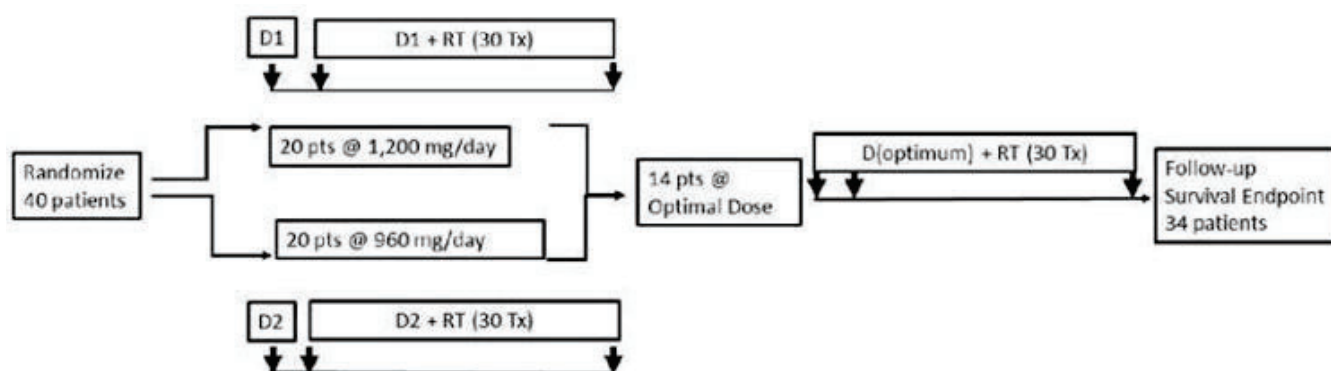 D1
D1 + RT (30 Tx)
20 pts @ 1,200 mg/day
Randomize
40 patients
20 pts @ 960 mg/day
D2
D2 + RT (30 Tx)
14 pts @
Optimal Dose
D(optimum) + RT (30 Tx)
Follow-up
Survival Endpoint
34 patients